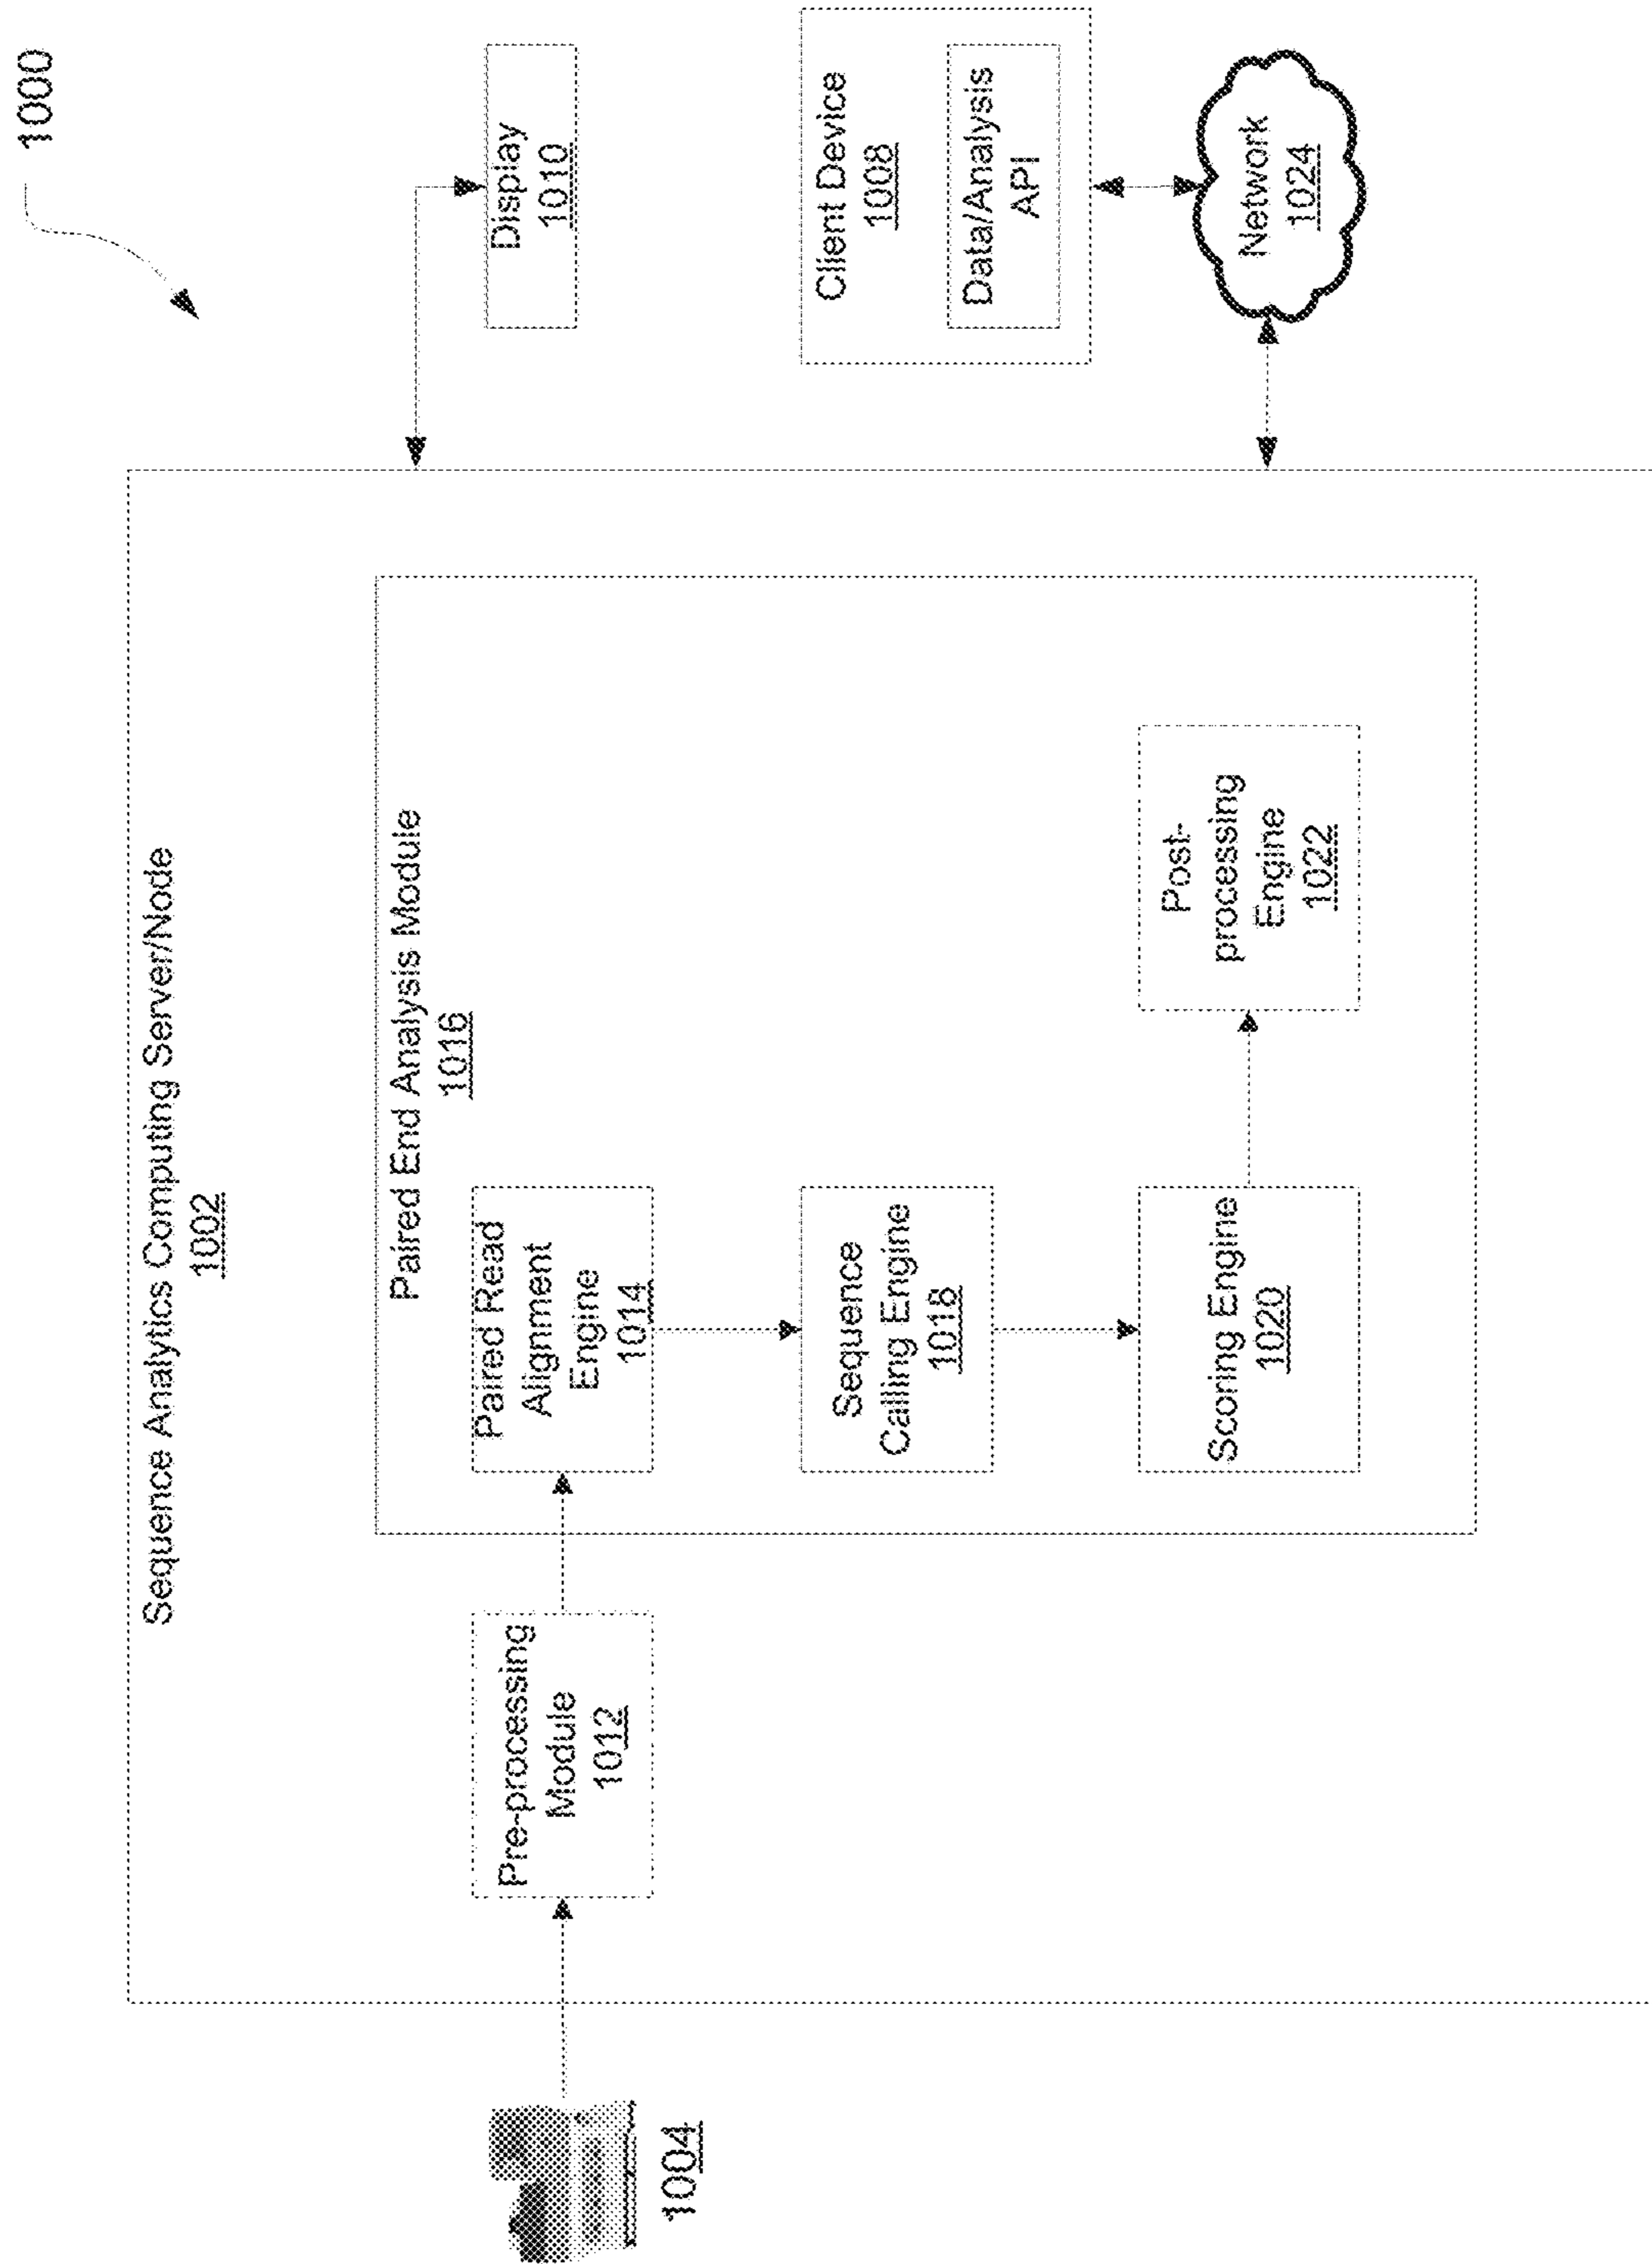 1000
Sequence Analytics Computing Server/Node
1002
Paired End Analysis Module
1016
Pre-processing
Module
1012
Paired Read
Alignment
Engine
1014
Sequence
Calling Engine
1018
Scoring Engine
1020
Post-
processing
Engine
1022
1004
Display
1010
Client Device
1008
Data/Analysis
API
Network
1024